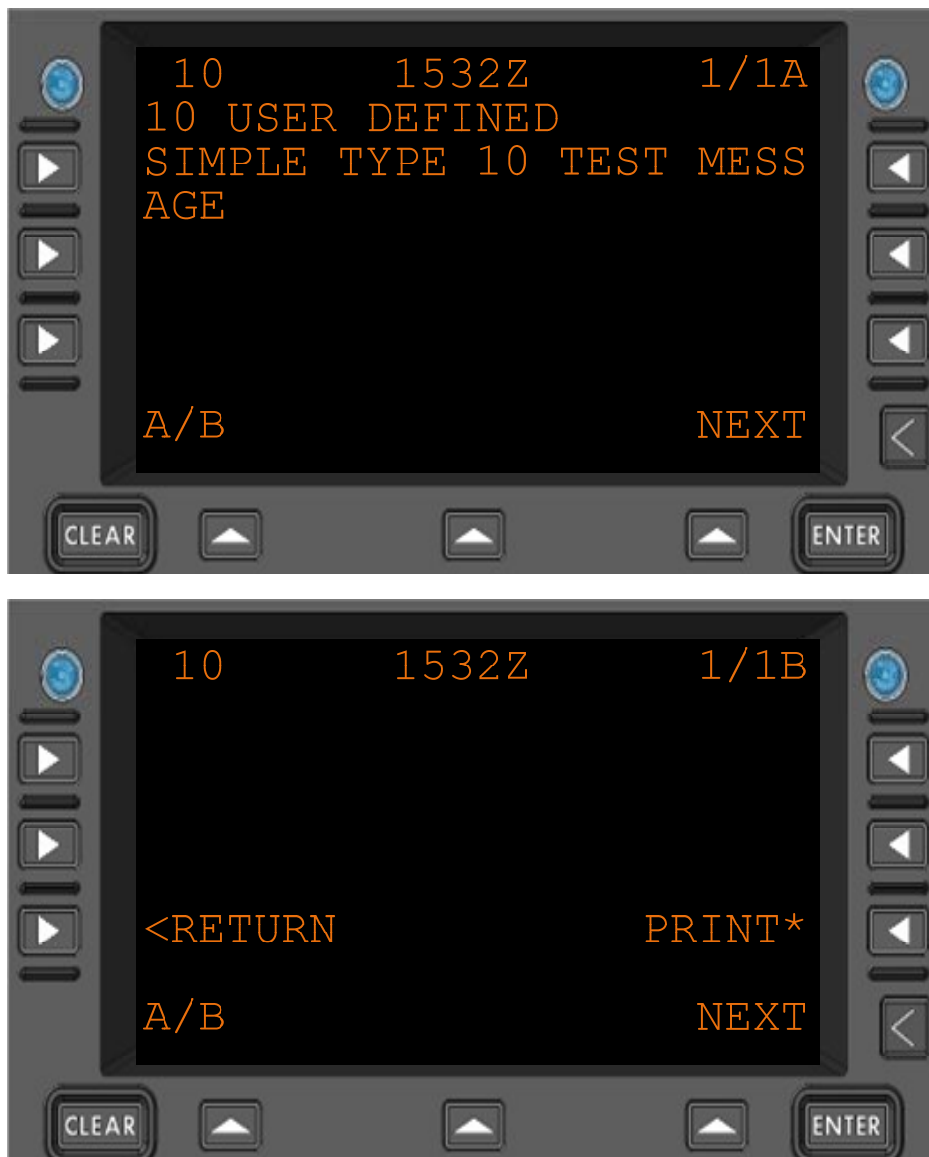 10 1532Z 1/1A
10 USER DEFINED
SIMPLE TYPE 10 TEST MESS
AGE
A/B NEXT
CLEAR ENTER
10 1532Z 1/1B
<RETURN PRINT*
A/B NEXT
CLEAR ENTER